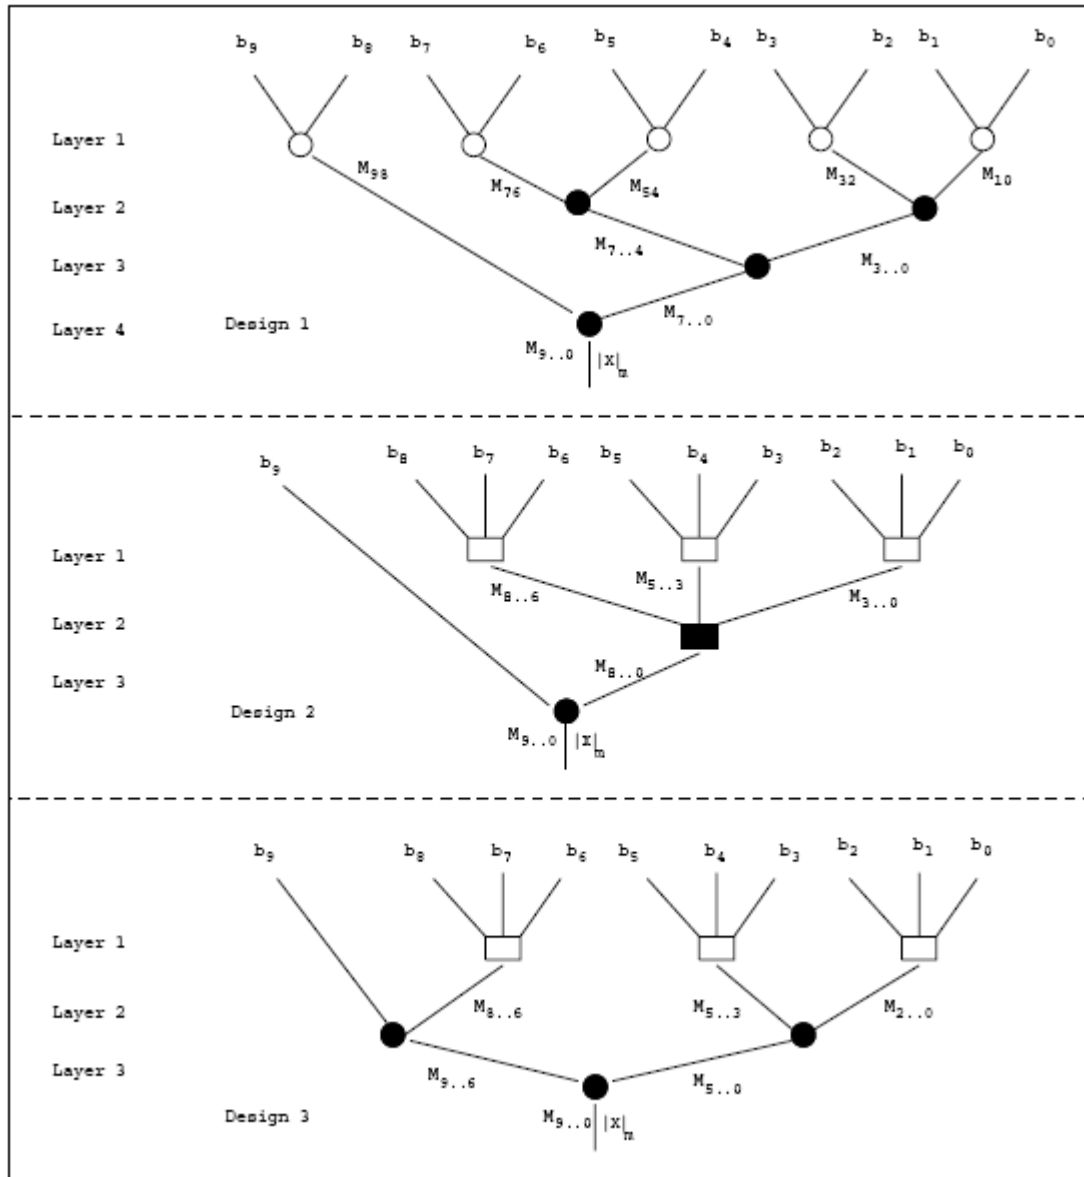 b9 b8 b7 b6 b5 b4 b3 b2 b1 b0
Layer 1
M98 M76 M54 M32 M10
Layer 2
M7..4 M3..0
Layer 3
M7..0
Layer 4 Design 1
M9..0 |X|m
b9 b8 b7 b6 b5 b4 b3 b2 b1 b0
Layer 1
M8..6 M5..3 M3..0
Layer 2
M8..0
Layer 3
Design 2
M9..0 |X|m
b9 b8 b7 b6 b5 b4 b3 b2 b1 b0
Layer 1
M8..6 M5..3 M2..0
Layer 2
Layer 3
M9..6 M5..0
Design 3 M9..0 |X|m